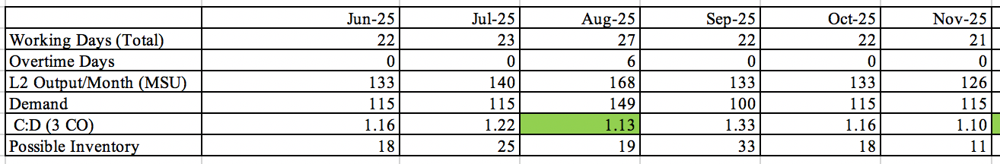 Jun-25 Jul-25 Aug-25 Sep-25 Oct-25 Nov-25
Working Days (Total) 22 23 27 22 22 21
Overtime Days 0 0 6 0 0 0
L2 Output/Month (MSU) 133 140 168 133 133 126
Demand 115 115 149 100 115 115
C:D (3 CO) 1.16 1.22 1.13 1.33 1.16 1.10
Possible Inventory 18 25 19 33 18 11